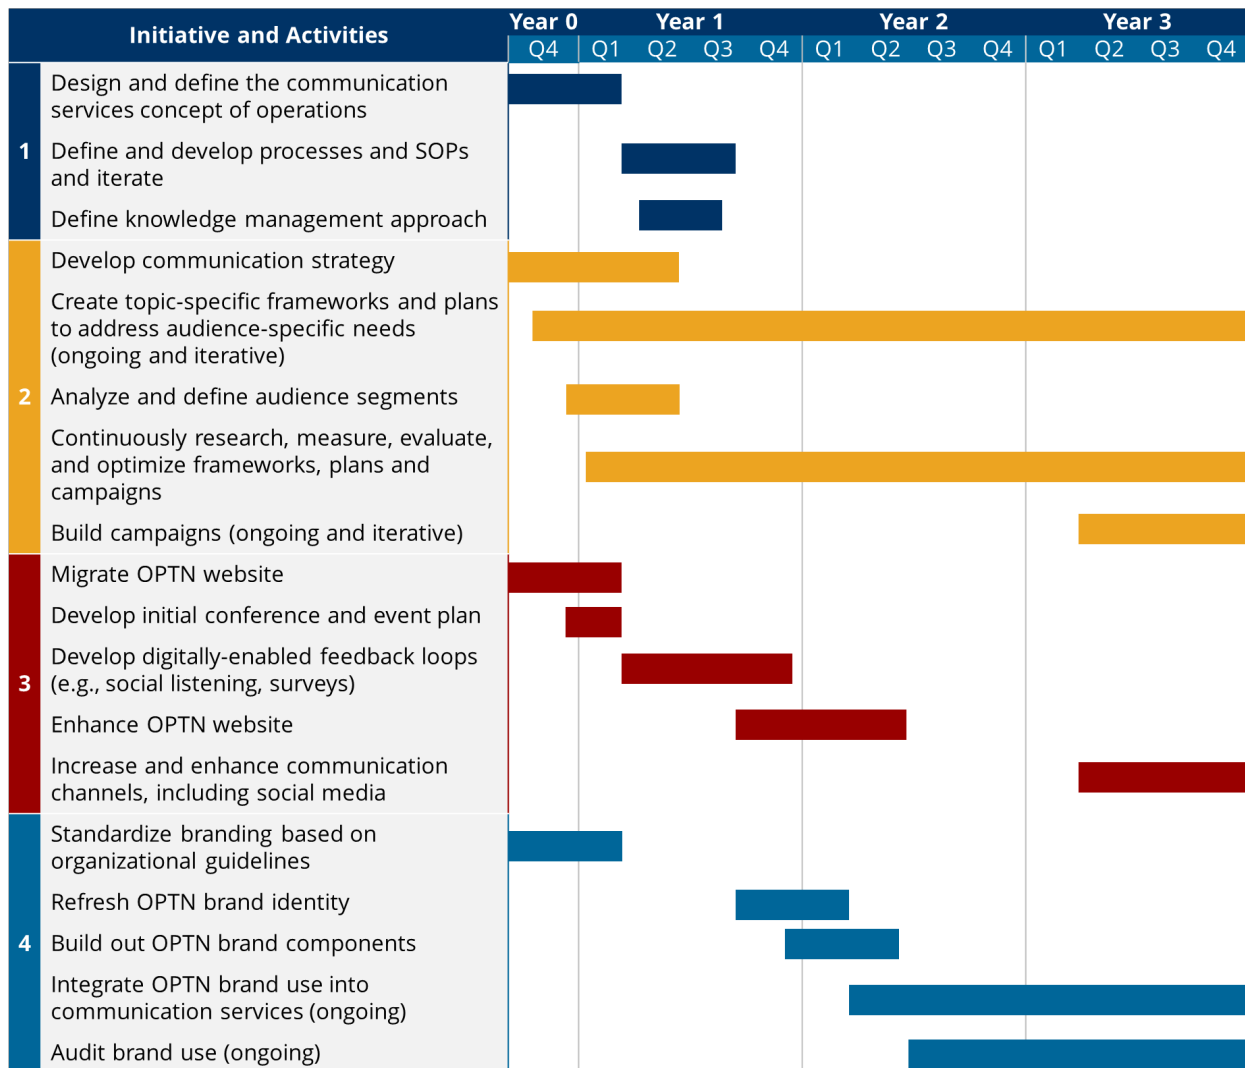 Initiative and Activities
Year 0 Year 1 Year 2 Year 3
Q4 Q1 Q2 Q3 Q4 Q1 Q2 Q3 Q4 Q1 Q2 Q3 Q4
1
Design and define the communication
services concept of operations
Define and develop processes and SOPs
and iterate
Define knowledge management approach
2
Develop communication strategy
Create topic-specific frameworks and plans
to address audience-specific needs
(ongoing and iterative)
Analyze and define audience segments
Continuously research, measure, evaluate,
and optimize frameworks, plans and
campaigns
Build campaigns (ongoing and iterative)
3
Migrate OPTN website
Develop initial conference and event plan
Develop digitally-enabled feedback loops
(e.g., social listening, surveys)
Enhance OPTN website
Increase and enhance communication
channels, including social media
4
Standardize branding based on
organizational guidelines
Refresh OPTN brand identity
Build out OPTN brand components
Integrate OPTN brand use into
communication services (ongoing)
Audit brand use (ongoing)